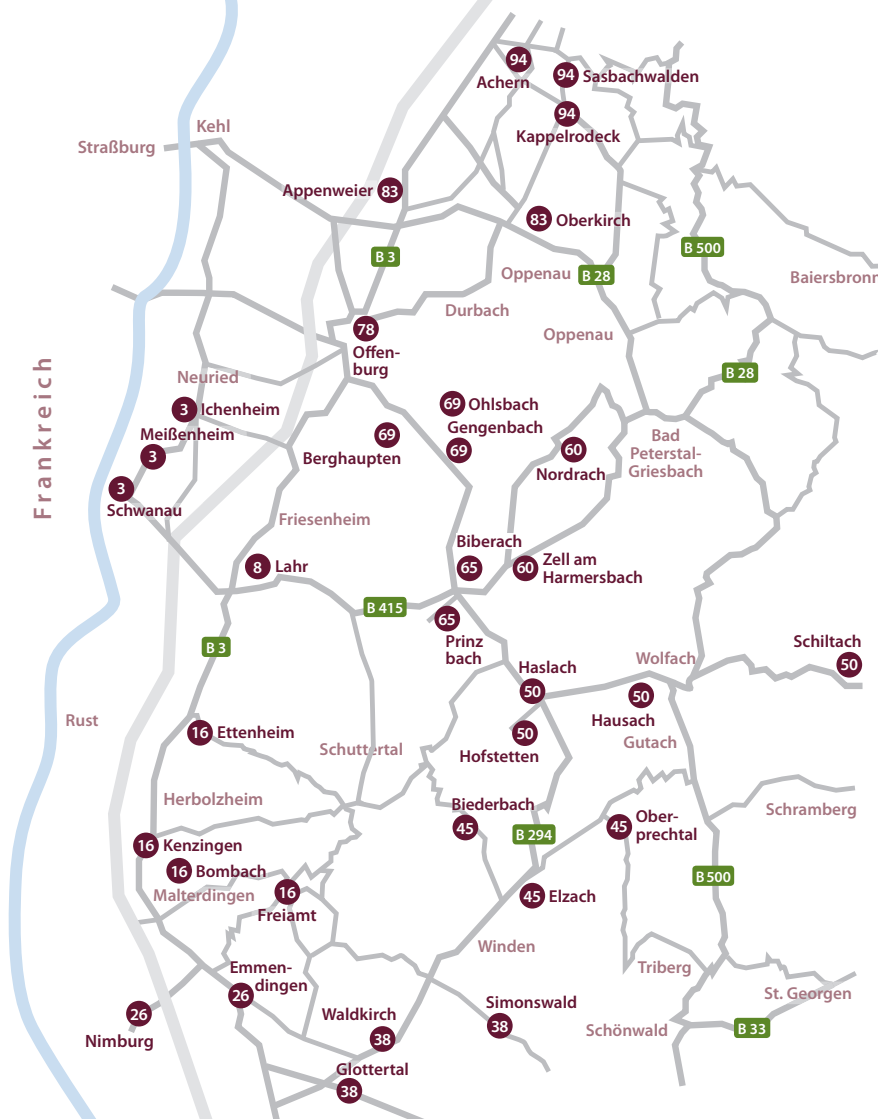 94
Achern
94 Sasbachwalden
94
Kappelrodeck
Kehl
Straßburg
Appenweier 83
83 Oberkirch
B 3
B 500
Oppenau B 28
Baiersbronn
Durbach
78
Offen-
burg
Oppenau
B 28
Frankreich
Neuried
3 Ichenheim
Meißenheim
3
3
Schwanau
69 Ohlsbach
Gengenbach
69
69
Berghaupten
60
Nordrach
Bad
Peterstal-
Griesbach
Friesenheim
Biberach
65
60 Zell am
Harmersbach
8 Lahr
B 415
65
Prinz
bach
B 3
Haslach
50
Wolfach
Schiltach
50
50
Hausach
Rust
16 Ettenheim
50
Hofstetten
Gutach
Schuttertal
Herbolzheim
Biederbach
45
B 294
45 Ober-
prechtal
Schramberg
16 Kenzingen
16 Bombach
Malterdingen
16
Freiamt
B 500
45 Elzach
Winden
Triberg
St. Georgen
Emmen-
dingen
26
26
Nimburg
Waldkirch
38
Simonswald
38
Schönwald
B 33
Glottertal
38